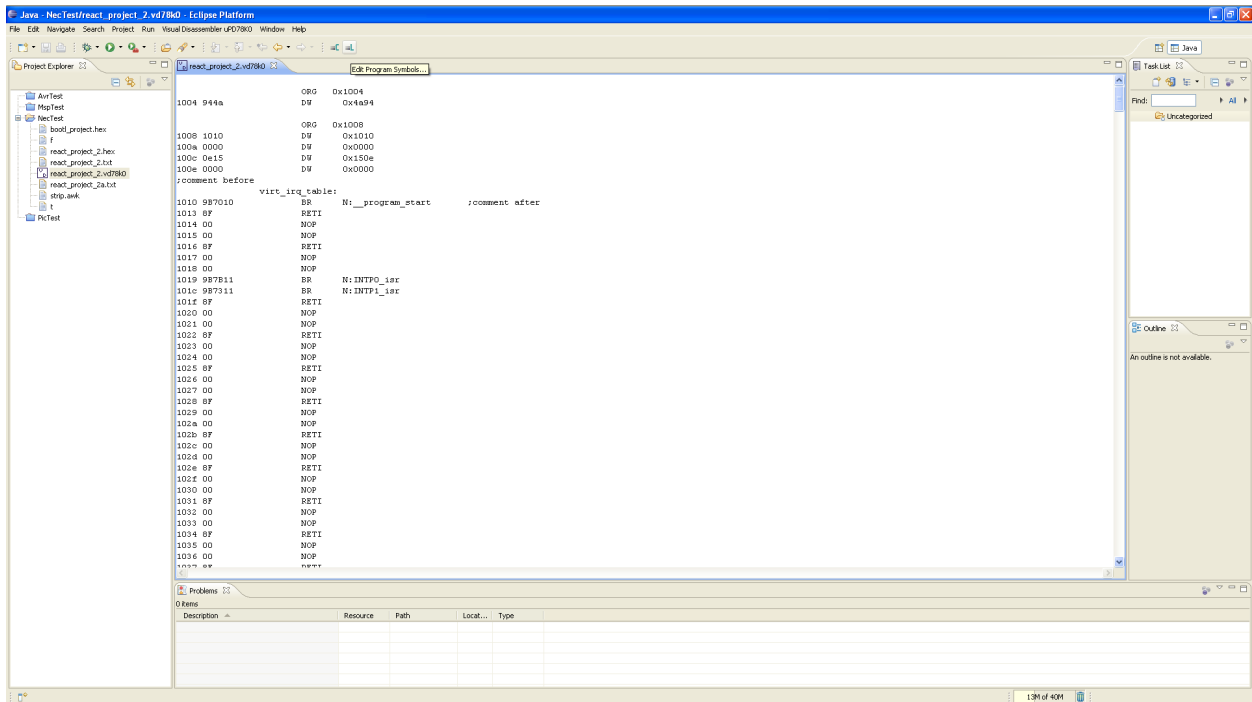 Java - NecTest/react_project_2.vd78k0 - Eclipse Platform
File Edit Navigate Search Project Run Visual Disassembler uPD78K0 Window Help
Java
Project Explorer
react_project_2.vd78k0
Edit Program Symbols...
Task List
AvrTest
MspTest
NecTest
bootl_project.hex
f
react_project_2.hex
react_project_2.txt
react_project_2.vd78k0
react_project_2a.txt
strip.awk
t
PicTest
ORG 0x1004
1004 944a DW 0x4a94
ORG 0x1008
1008 1010 DW 0x1010
100a 0000 DW 0x0000
100c 0e15 DW 0x150e
100e 0000 DW 0x0000
;comment before
virt_irq_table:
1010 9B7010 BR N:__program_start ;comment after
1013 8F RETI
1014 00 NOP
1015 00 NOP
1016 8F RETI
1017 00 NOP
1018 00 NOP
1019 9B7B11 BR N:INTP0_isr
101c 9B7311 BR N:INTP1_isr
101f 8F RETI
1020 00 NOP
1021 00 NOP
1022 8F RETI
1023 00 NOP
1024 00 NOP
1025 8F RETI
1026 00 NOP
1027 00 NOP
1028 8F RETI
1029 00 NOP
102a 00 NOP
102b 8F RETI
102c 00 NOP
102d 00 NOP
102e 8F RETI
102f 00 NOP
1030 00 NOP
1031 8F RETI
1032 00 NOP
1033 00 NOP
1034 8F RETI
1035 00 NOP
1036 00 NOP
1037 8F RETI
Find: All
Uncategorized
Outline
An outline is not available.
Problems
0 items
Description Resource Path Locat... Type
13M of 40M